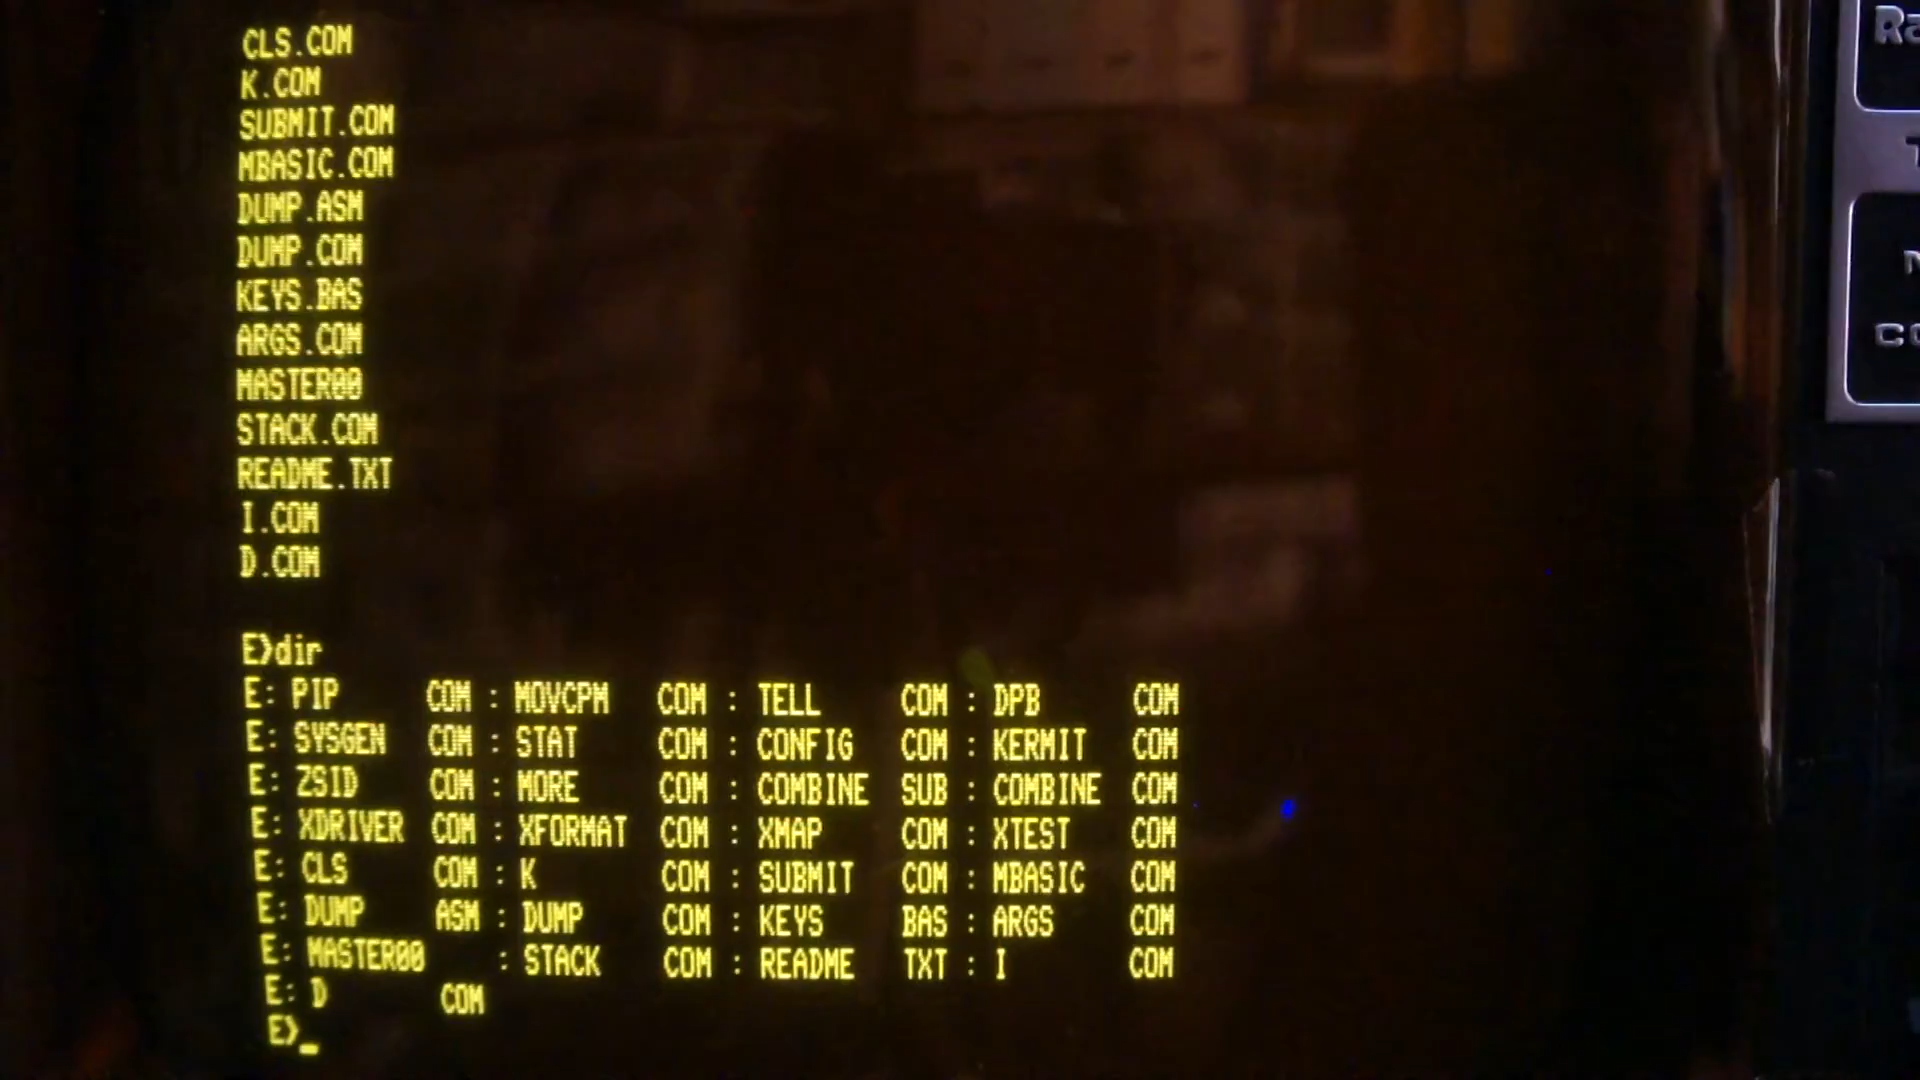 CLS.COM
K.COM
SUBMIT.COM
MBASIC.COM
DUMP.ASM
DUMP.COM
KEYS.BAS
ARGS.COM
MASTER00
STACK.COM
README.TXT
I.COM
D.COM
E>dir
E: PIP COM : MOVCPM COM : TELL COM : DPB COM
E: SYSGEN COM : STAT COM : CONFIG COM : KERMIT COM
E: ZSID COM : MORE COM : COMBINE SUB : COMBINE COM
E: XDRIVER COM : XFORMAT COM : XMAP COM : XTEST COM
E: CLS COM : K COM : SUBMIT COM : MBASIC COM
E: DUMP ASM : DUMP COM : KEYS BAS : ARGS COM
E: MASTER00 : STACK COM : README TXT : I COM
E: D COM
E>_